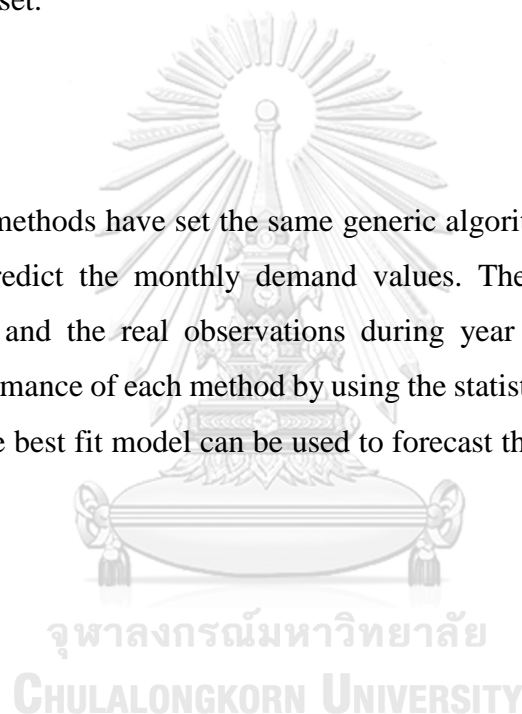 set.
methods have set the same generic algorit
redict the monthly demand values. The
and the real observations during year
rmance of each method by using the statist
e best fit model can be used to forecast th
จุฬาลงกรณ์มหาวิทยาลัย
CHULALONGKORN UNIVERSITY